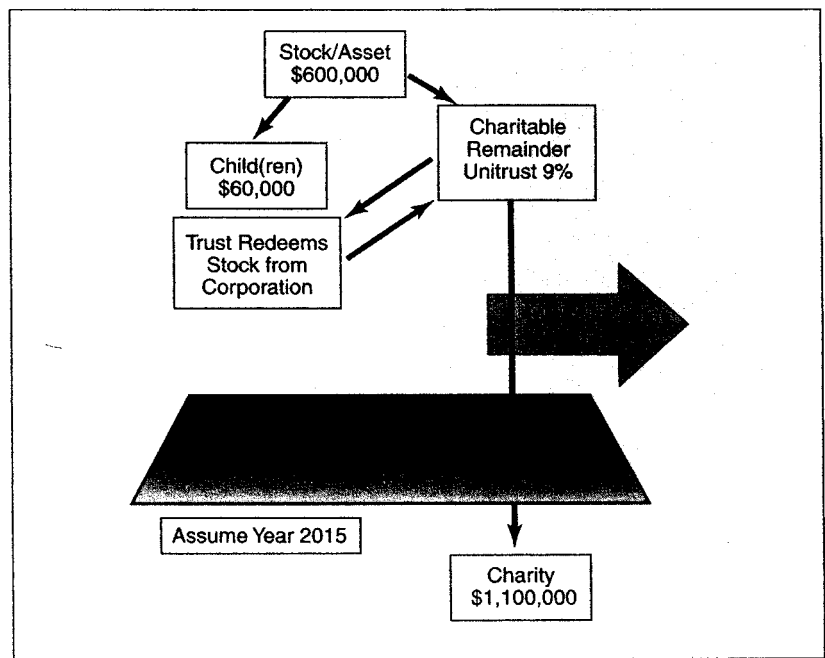 Stock/Asset
$600,000
Charitable
Remainder
Unitrust 9%
Child(ren)
$60,000
Trust Redeems
Stock from
Corporation
Assume Year 2015
Charity
$1,100,000